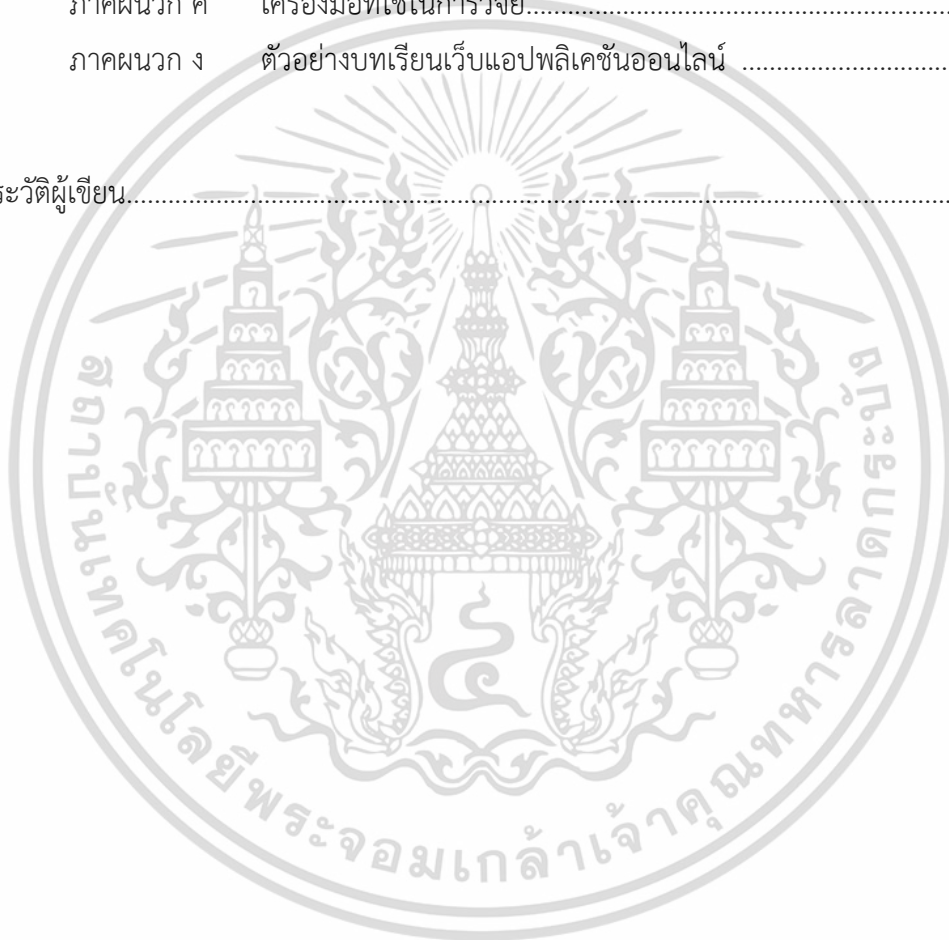 ภาคผนวก ค เครื่องมือที่ใช้ในการวิจัย
ภาคผนวก ง ตัวอย่างบทเรียนเว็บแอปพลิเคชันออนไลน์
ระวัติผู้เขียน
สถาบันเทคโนโลยีพระจอมเกล้าเจ้าคุณทหารลาดกระบัง